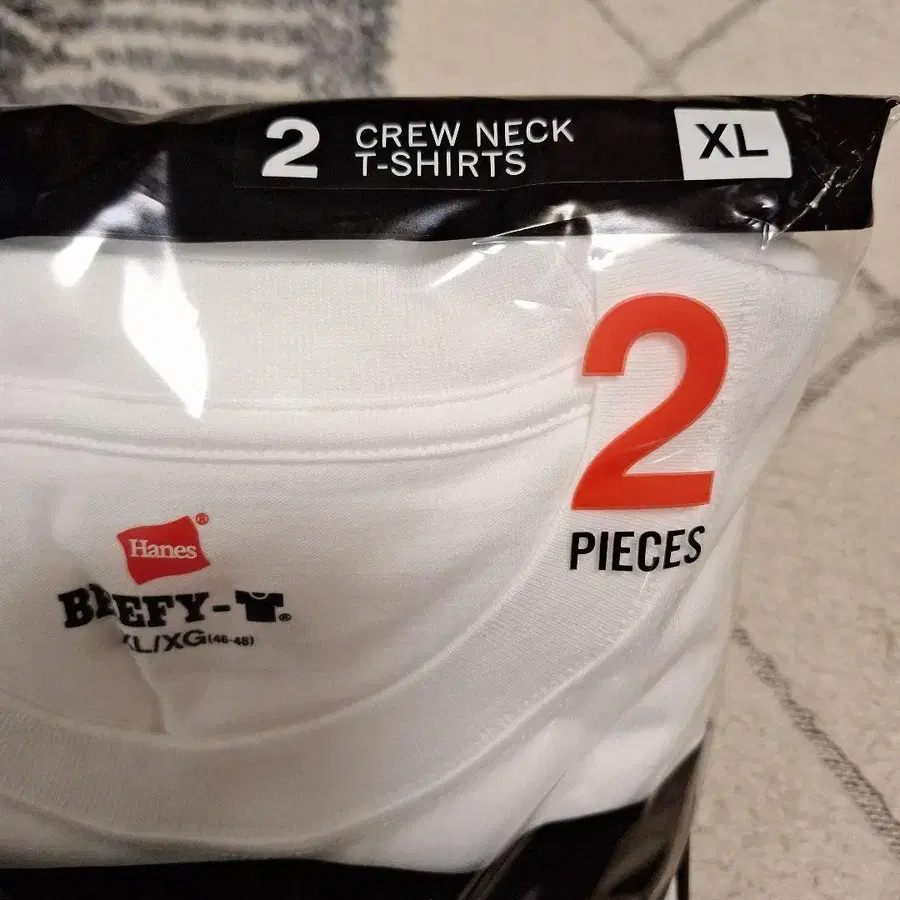 2 CREW NECK
T-SHIRTS
XL
2
PIECES
Hanes®
BEEFY-T®
XL/XG(46-48)